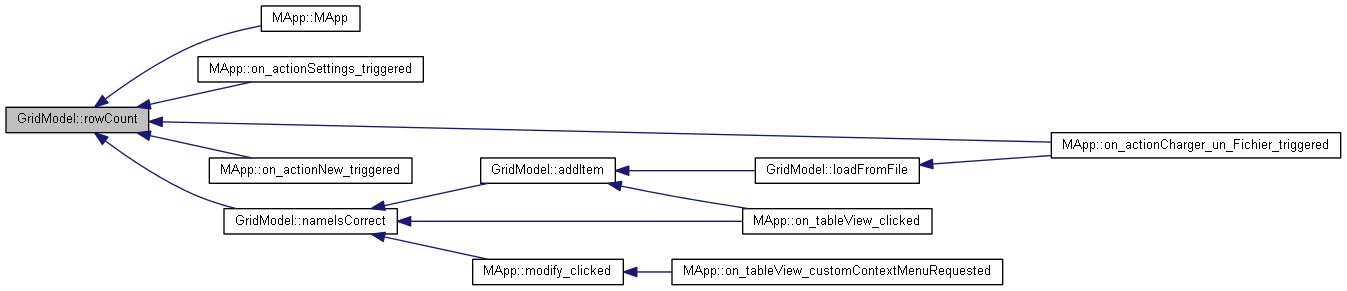 MApp::MApp
MApp::on_actionSettings_triggered
GridModel::rowCount
MApp::on_actionCharger_un_Fichier_triggered
MApp::on_actionNew_triggered
GridModel::addItem
GridModel::loadFromFile
GridModel::nameIsCorrect
MApp::on_tableView_clicked
MApp::modify_clicked
MApp::on_tableView_customContextMenuRequested